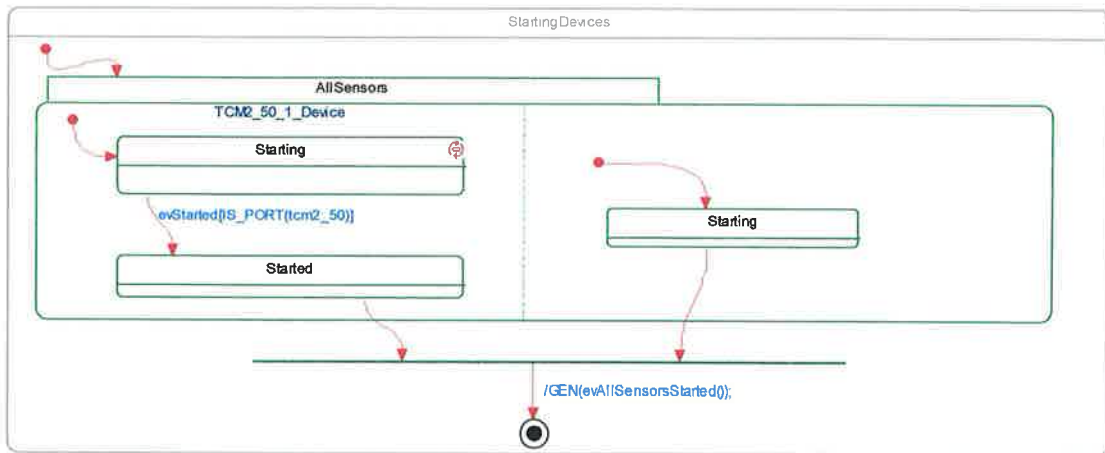 StartingDevices
AllSensors
TCM2_50_1_Device
Starting
evStarted[IS_PORT(tcm2_50)]
Starting
Started
/GEN(evAllSensorsStarted());